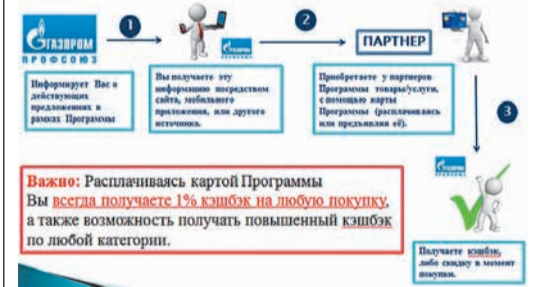 1
2
3
ГАЗПРОМ
ПРОФСОЮЗ
ПАРТНЕР
Информирует Вас о
действующих
предложениях в
рамках Программы
Вы получаете эту
информацию посредством
сайта, мобильного
приложения, или другого
источника.
Приобретаете у партнеров
Программы товары/услуги,
с помощью карты
Программы (расплачиваясь
или предъявляя её).
Важно: Расплачиваясь картой Программы
Вы всегда получаете 1% кэшбэк на любую покупку,
а также возможность получать повышенный кэшбэк
по любой категории.
Получаете кэшбэк,
либо скидку в момент
покупки.